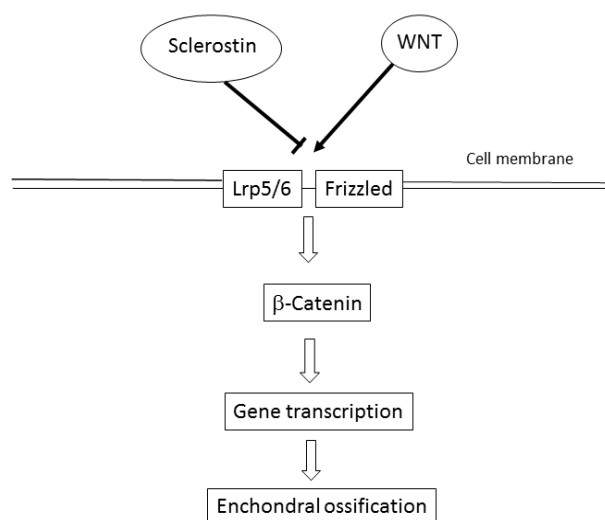 Sclerostin
WNT
Cell membrane
Lrp5/6
Frizzled
β-Catenin
Gene transcription
Enchondral ossification